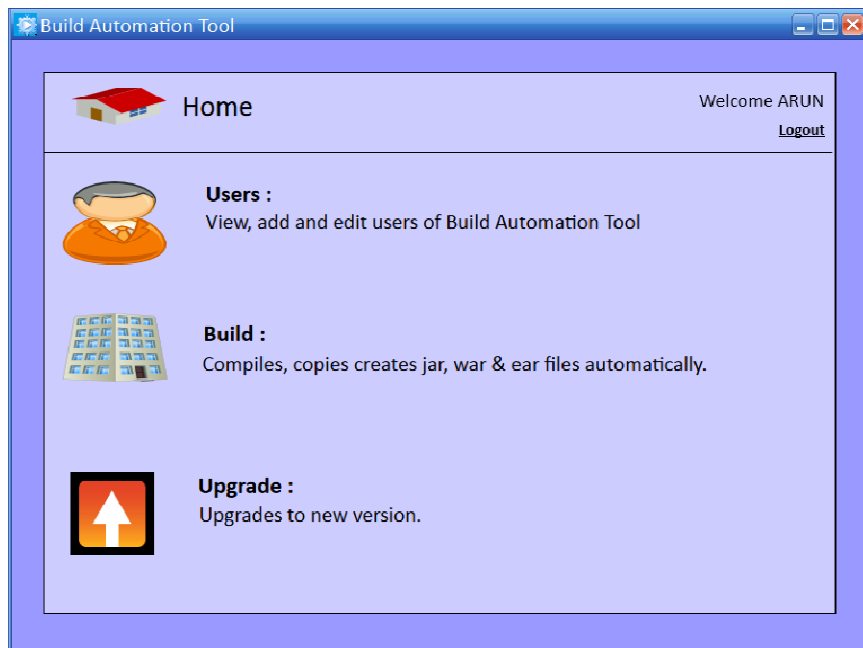 Build Automation Tool
Home
Welcome ARUN
Logout
Users :
View, add and edit users of Build Automation Tool
Build :
Compiles, copies creates jar, war & ear files automatically.
Upgrade :
Upgrades to new version.